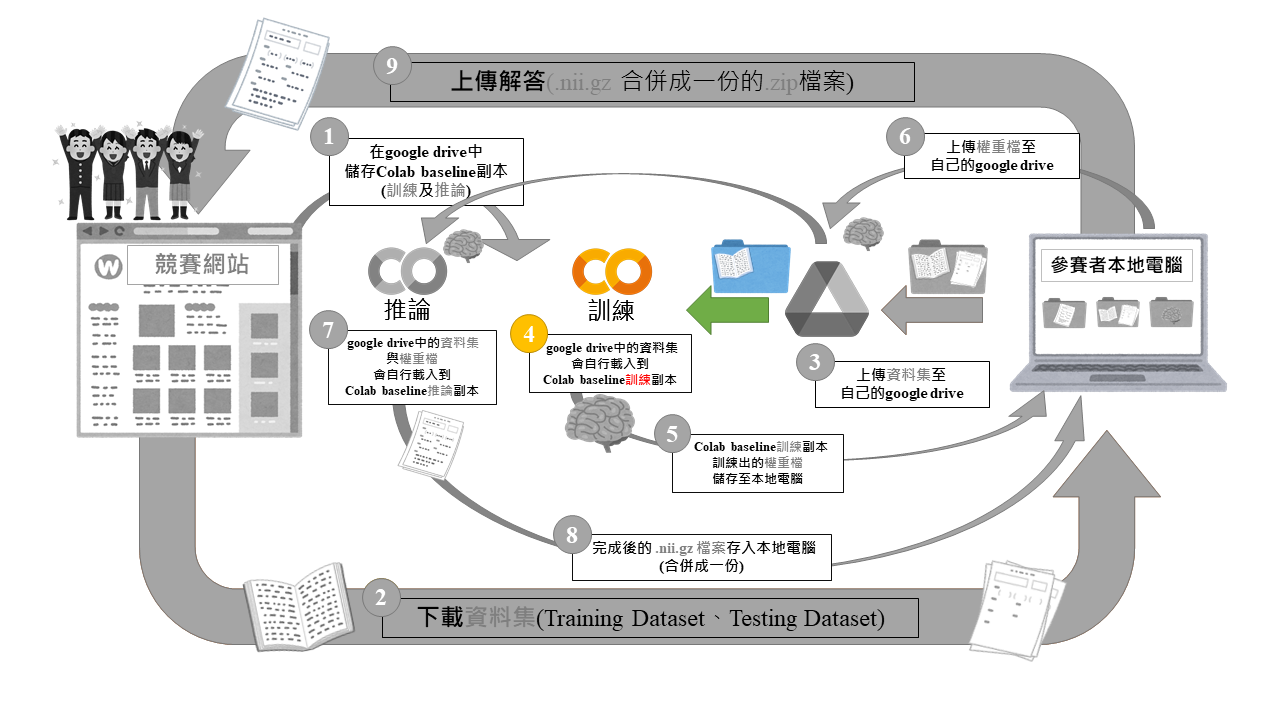 9
上傳解答(.nii.gz 合併成一份的.zip檔案)
1
在google drive中
儲存Colab baseline副本
(訓練及推論)
6
上傳權重檔至
自己的google drive
W
競賽網站
參賽者本地電腦
推論
訓練
7
google drive中的資料集
與權重檔
會自行載入到
Colab baseline推論副本
4
google drive中的資料集
會自行載入到
Colab baseline訓練副本
3
上傳資料集至
自己的google drive
5
Colab baseline訓練副本
訓練出的權重檔
儲存至本地電腦
8
完成後的 .nii.gz 檔案存入本地電腦
(合併成一份)
2
下載資料集(Training Dataset、Testing Dataset)